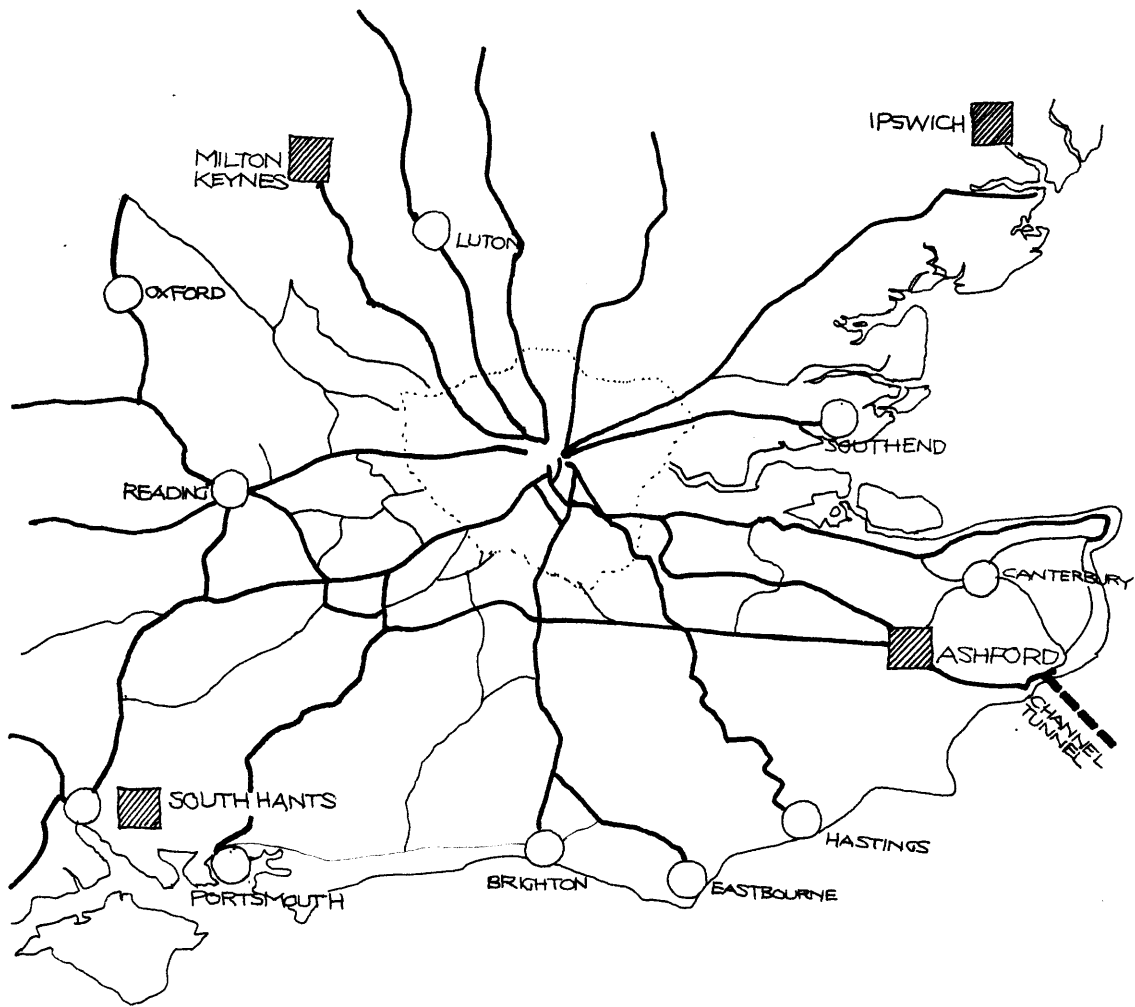 IPSWICH
MILTON
KEYNES
LUTON
OXFORD
SOUTHEND
READING
CANTERBURY
ASHFORD
CHANNEL
TUNNEL
SOUTH HANTS
HASTINGS
BRIGHTON
EASTBOURNE
PORTSMOUTH